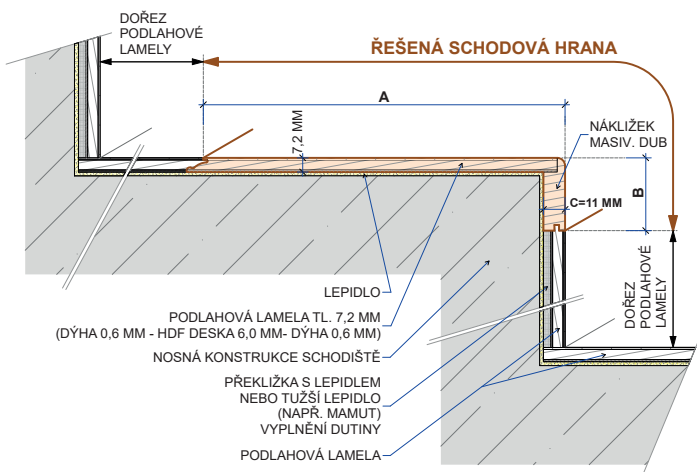 DOŘEZ
PODLAHOVÉ
LAMELY
ŘEŠENÁ SCHODOVÁ HRANA
A
7,2 MM
NÁKLIŽEK
MASIV. DUB
B
C=11 MM
DOŘEZ
PODLAHOVÉ
LAMELY
LEPIDLO
PODLAHOVÁ LAMELA TL. 7,2 MM
(DÝHA 0,6 MM - HDF DESKA 6,0 MM- DÝHA 0,6 MM)
NOSNÁ KONSTRUKCE SCHODIŠTĚ
PŘEKLIŽKA S LEPIDLEM
NEBO TUŽŠÍ LEPIDLO
(NAPŘ. MAMUT)
VYPLNĚNÍ DUTINY
PODLAHOVÁ LAMELA